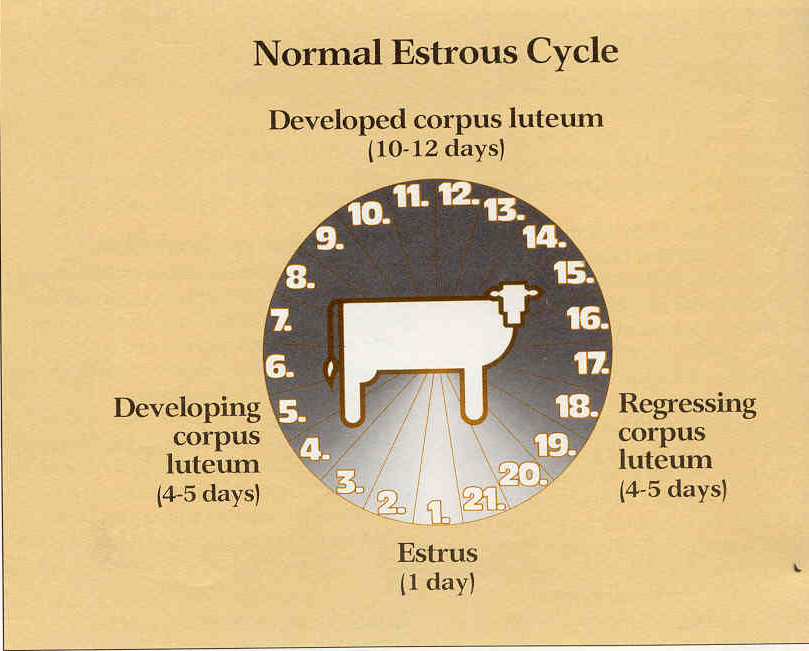 Normal Estrous Cycle
Developed corpus luteum
(10-12 days)
11. 12.
10. 13.
9. 14.
8. 15.
7. 16.
6. 17.
5. 18.
4. 19.
3. 20.
2. 1. 21.
Developing
corpus
luteum
(4-5 days)
Regressing
corpus
luteum
(4-5 days)
Estrus
(1 day)